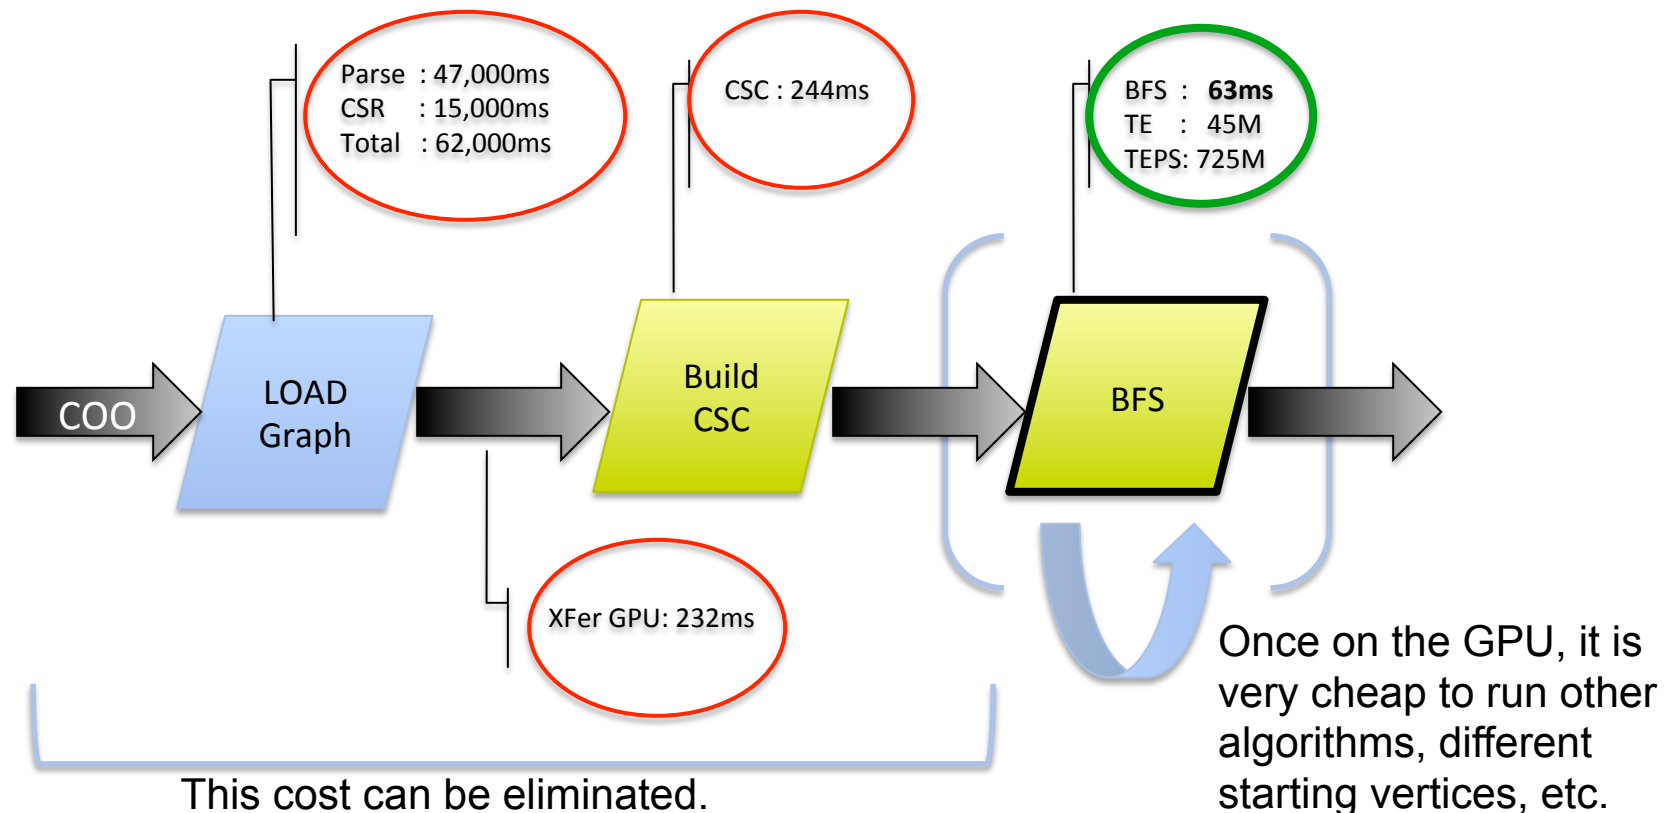 Parse : 47,000ms
CSR : 15,000ms
Total : 62,000ms
CSC : 244ms
BFS : 63ms
TE : 45M
TEPS: 725M
COO
LOAD
Graph
Build
CSC
BFS
XFer GPU: 232ms
Once on the GPU, it is
very cheap to run other
algorithms, different
starting vertices, etc.
This cost can be eliminated.